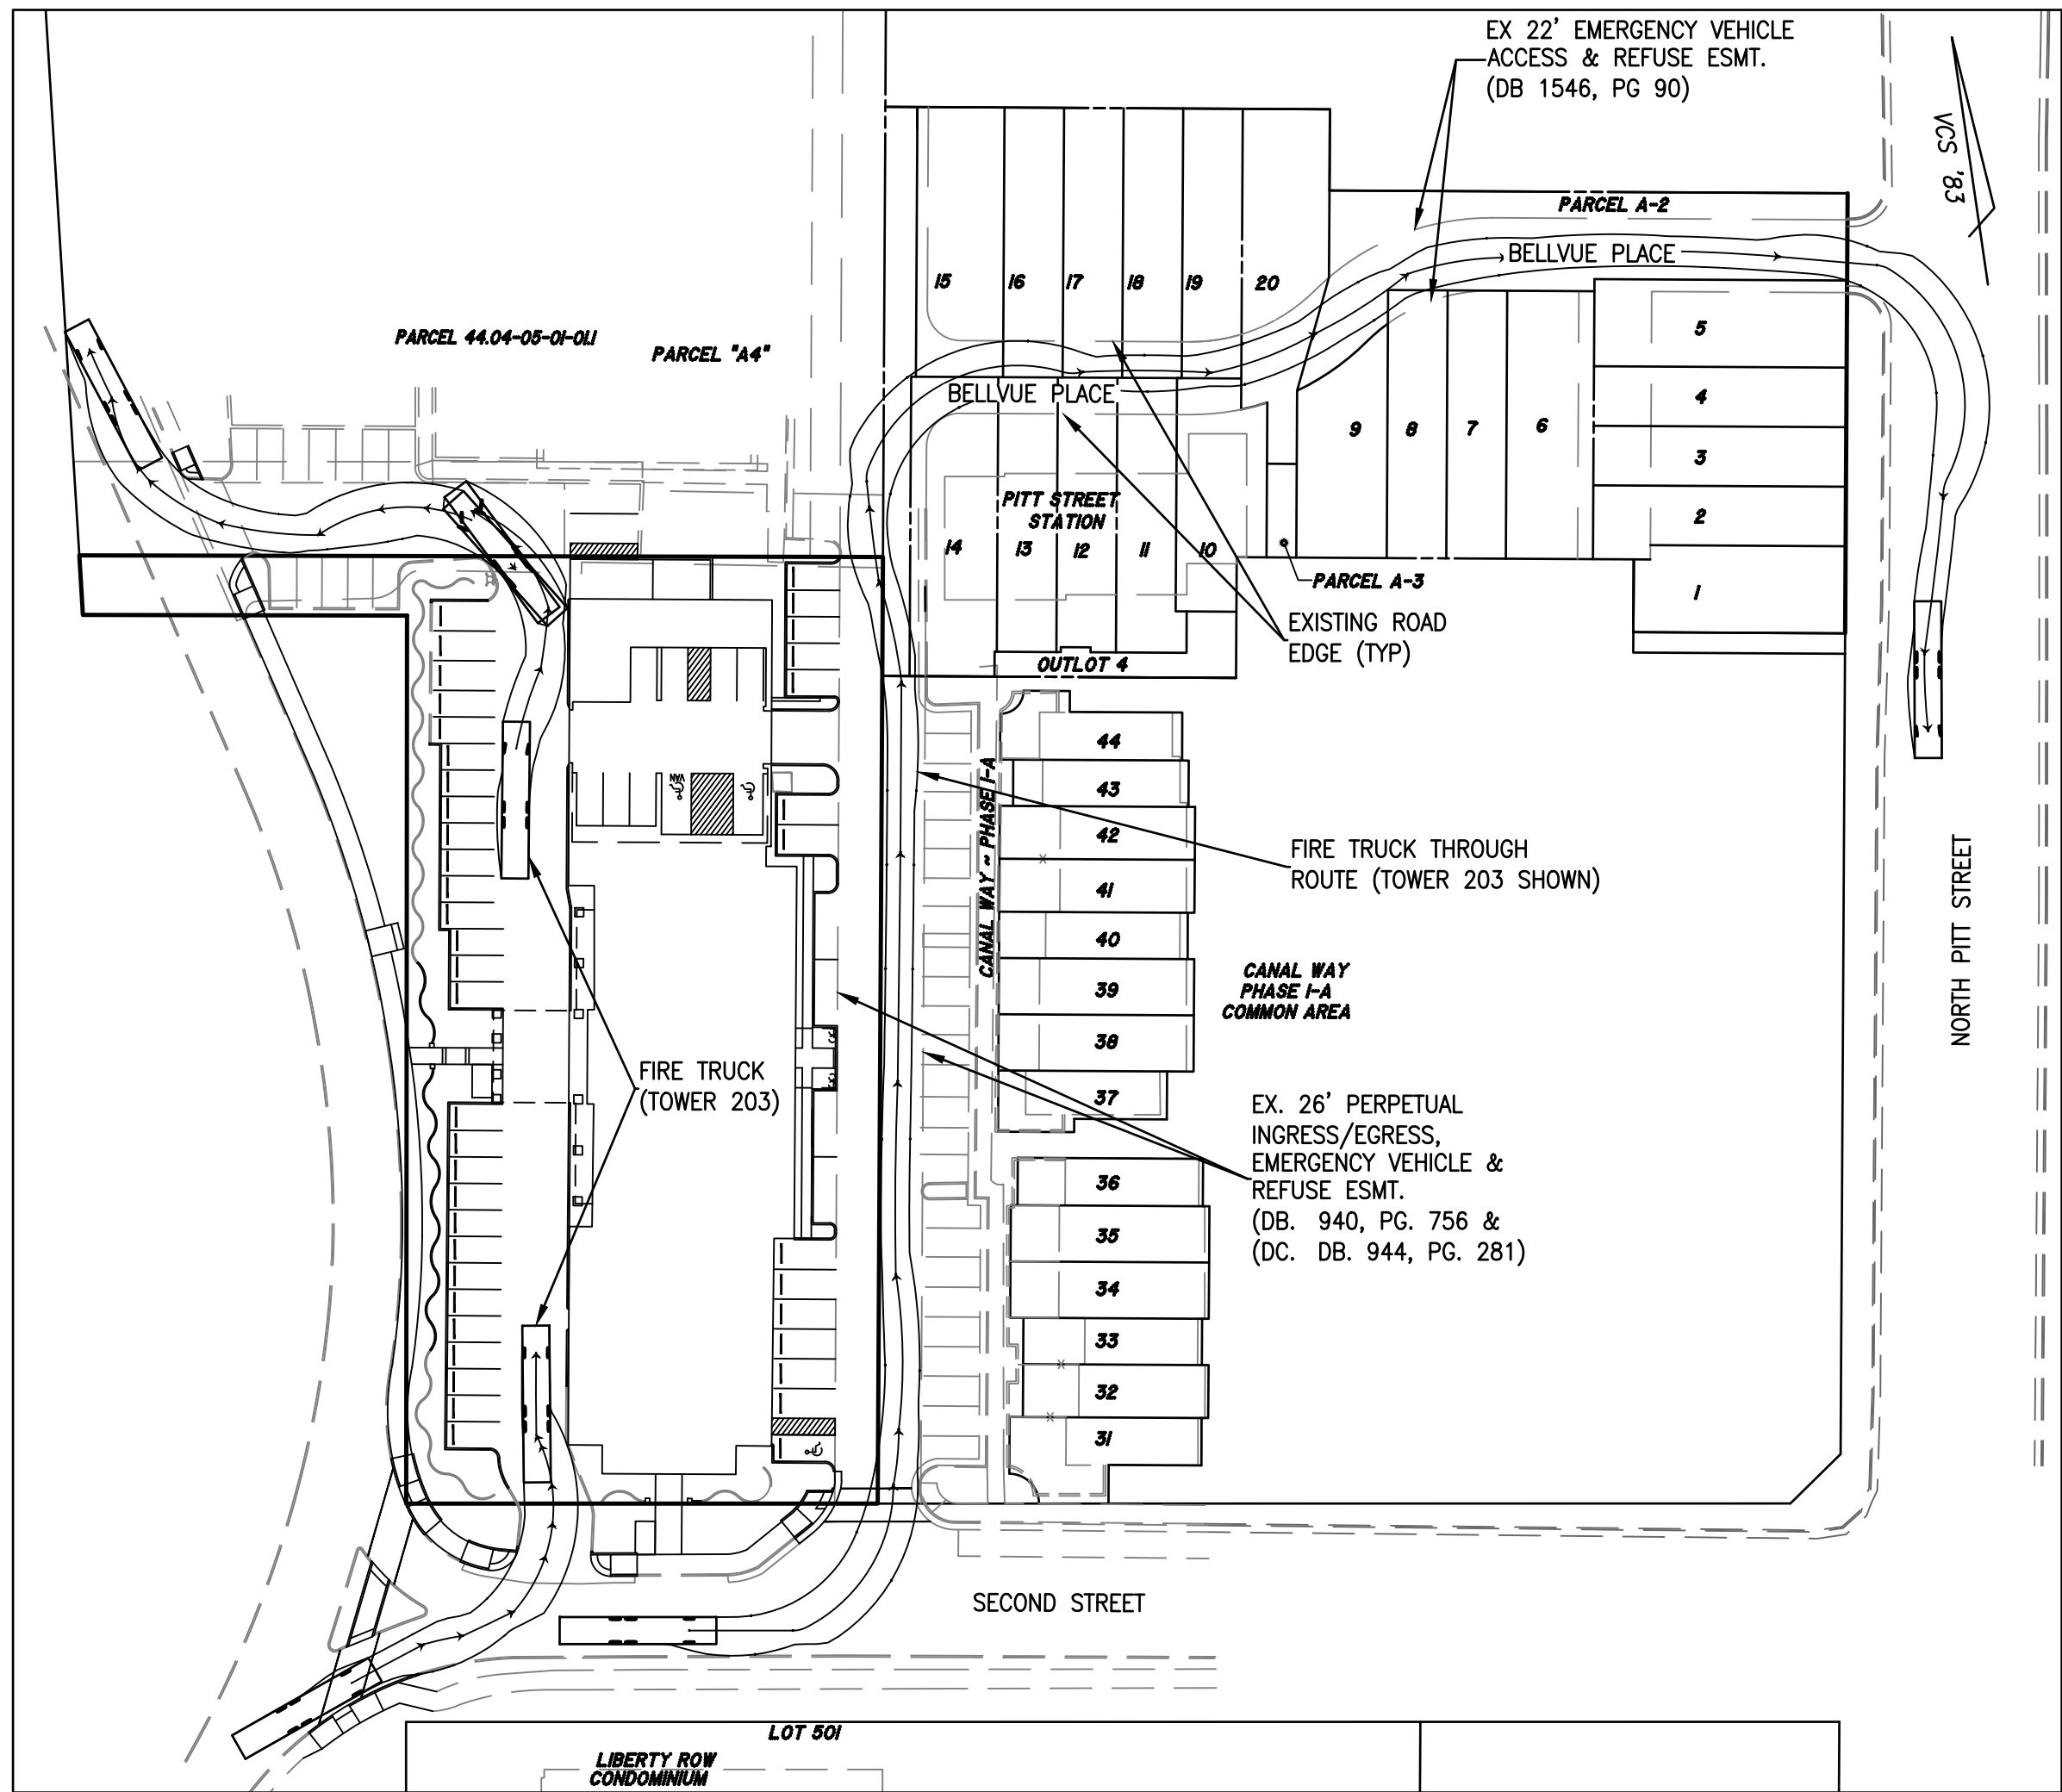 EX 22' EMERGENCY VEHICLE
ACCESS & REFUSE ESMT.
(DB 1546, PG 90)
VCS '83
PARCEL A-2
BELLVUE PLACE
15
16
17
18
19
20
PARCEL 44.04-05-01-01.1
PARCEL "A4"
BELLVUE PLACE
5
4
3
2
1
9
8
7
6
PITT STREET
STATION
14
13
12
11
10
PARCEL A-3
EXISTING ROAD
EDGE (TYP)
OUTLOT 4
44
43
42
41
40
39
38
37
CANAL WAY ~ PHASE I-A
VAN
FIRE TRUCK THROUGH
ROUTE (TOWER 203 SHOWN)
NORTH PITT STREET
CANAL WAY
PHASE I-A
COMMON AREA
FIRE TRUCK
(TOWER 203)
EX. 26' PERPETUAL
INGRESS/EGRESS,
EMERGENCY VEHICLE &
REFUSE ESMT.
(DB. 940, PG. 756 &
(DC. DB. 944, PG. 281)
36
35
34
33
32
31
SECOND STREET
LOT 501
LIBERTY ROW
CONDOMINIUM